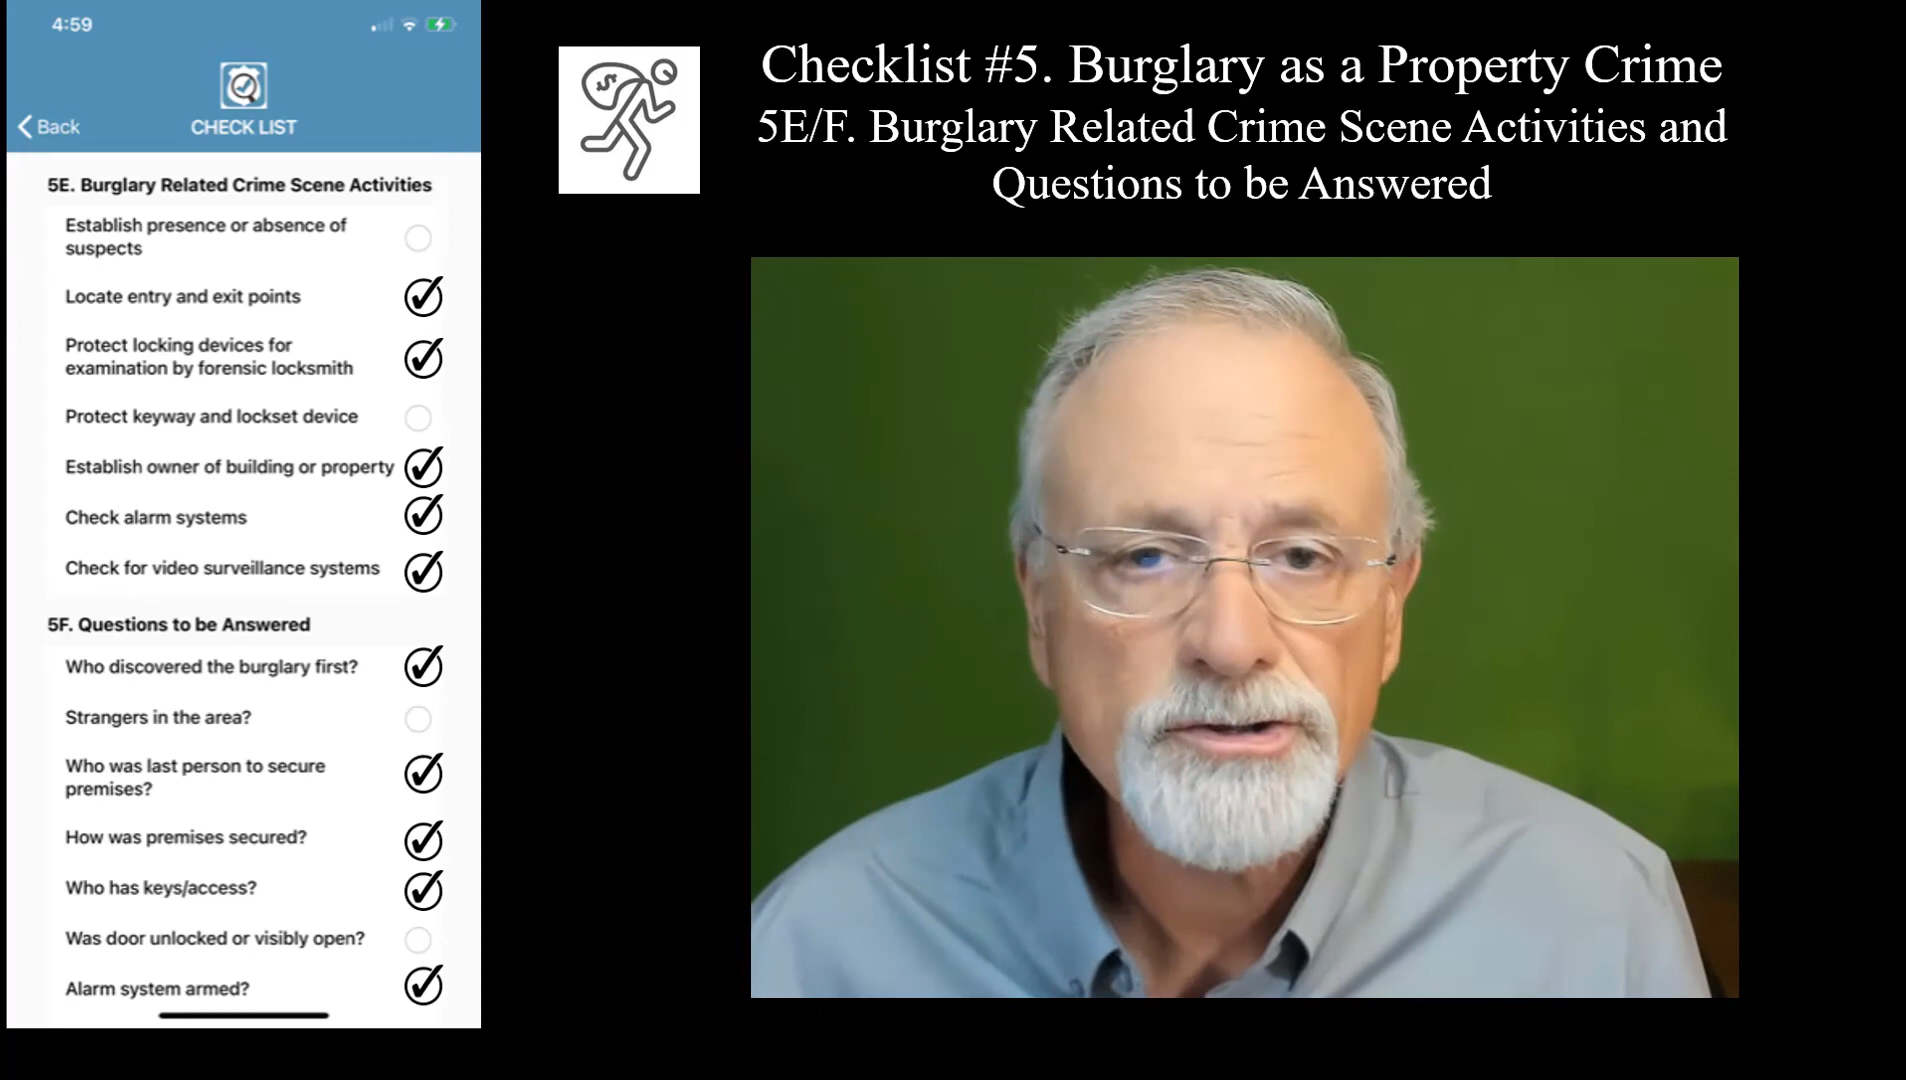 4:59
Back
CHECK LIST
5E. Burglary Related Crime Scene Activities
Establish presence or absence of
suspects
Locate entry and exit points
Protect locking devices for
examination by forensic locksmith
Protect keyway and lockset device
Establish owner of building or property
Check alarm systems
Check for video surveillance systems
5F. Questions to be Answered
Who discovered the burglary first?
Strangers in the area?
Who was last person to secure
premises?
How was premises secured?
Who has keys/access?
Was door unlocked or visibly open?
Alarm system armed?
$
Checklist #5. Burglary as a Property Crime
5E/F. Burglary Related Crime Scene Activities and
Questions to be Answered